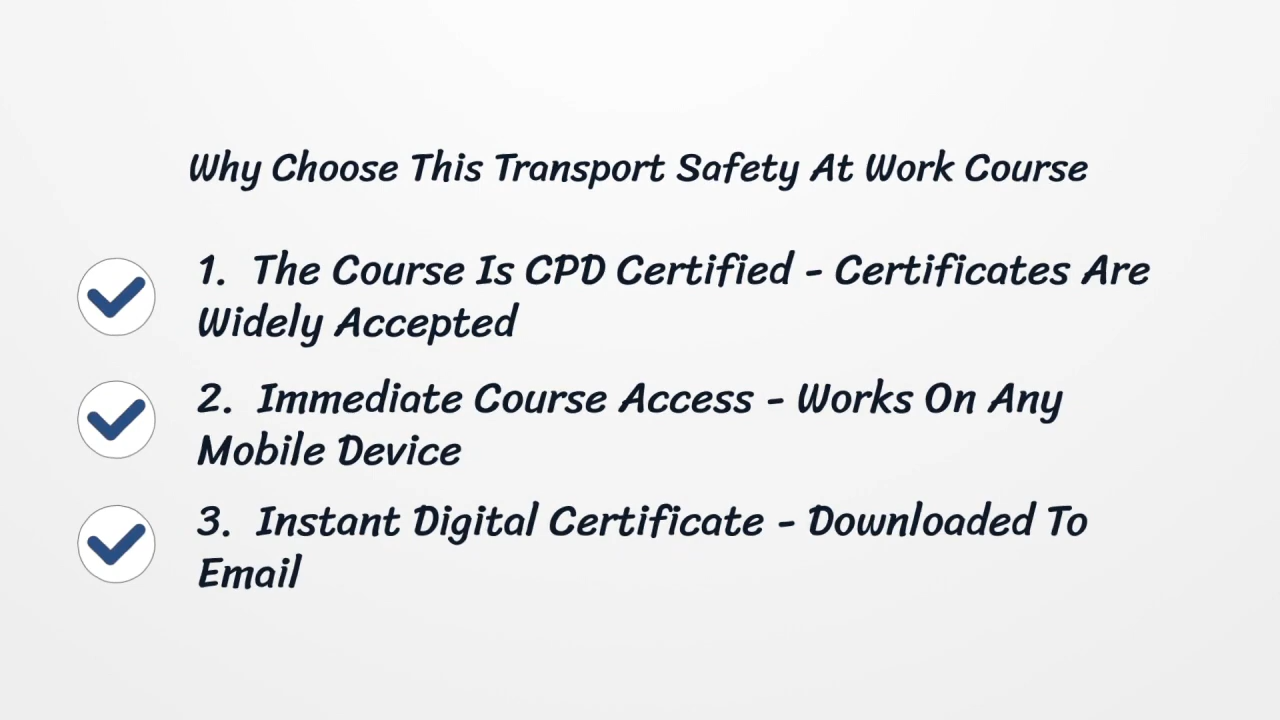 Why Choose This Transport Safety At Work Course
1. The Course Is CPD Certified - Certificates Are
Widely Accepted
2. Immediate Course Access - Works On Any
Mobile Device
3. Instant Digital Certificate - Downloaded To
Email